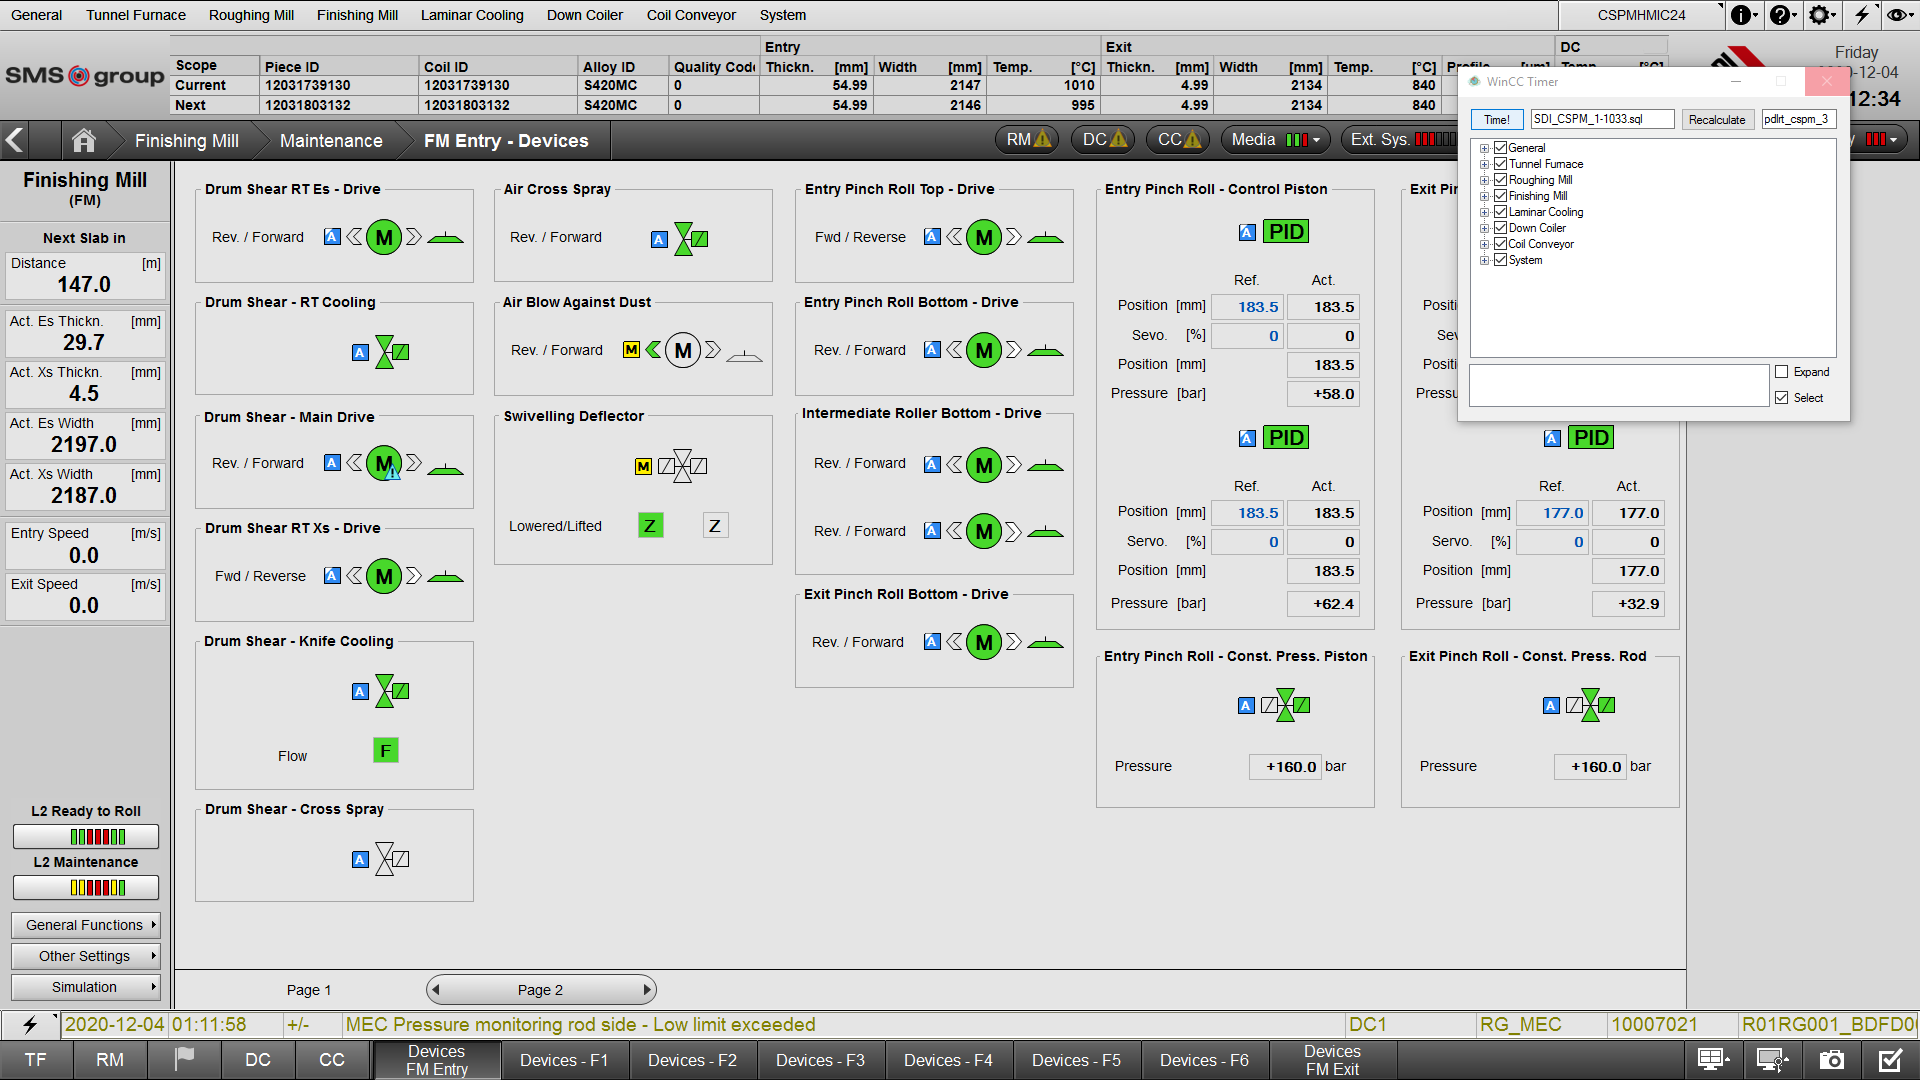 General Tunnel Furnace Roughing Mill Finishing Mill Laminar Cooling Down Coiler Coil Conveyor System CSPMHMIC24
SMS group
Entry Exit DC
Scope Piece ID Coil ID Alloy ID Quality Code Thickn. [mm] Width [mm] Temp. [°C] Thickn. [mm] Width [mm] Temp. [°C]
Current 12031739130 12031739130 S420MC 0 54.99 2147 1010 4.99 2134 840
Next 12031803132 12031803132 S420MC 0 54.99 2146 995 4.99 2134 840
Friday
-12-04
12:34
Finishing Mill Maintenance FM Entry - Devices RM DC CC Media Ext. Sys.
WinCC Timer
Time! SDI_CSPM_1-1033.sql Recalculate pdlrt_cspm_3
General
Tunnel Furnace
Roughing Mill
Finishing Mill
Laminar Cooling
Down Coiler
Coil Conveyor
System
Expand
Select
Finishing Mill
(FM)
Next Slab in
Distance [m]
147.0
Act. Es Thickn. [mm]
29.7
Act. Xs Thickn. [mm]
4.5
Act. Es Width [mm]
2197.0
Act. Xs Width [mm]
2187.0
Entry Speed [m/s]
0.0
Exit Speed [m/s]
0.0
L2 Ready to Roll
L2 Maintenance
General Functions
Other Settings
Simulation
Drum Shear RT Es - Drive
Rev. / Forward A M
Drum Shear - RT Cooling
A
Drum Shear - Main Drive
Rev. / Forward A M
Drum Shear RT Xs - Drive
Fwd / Reverse A M
Drum Shear - Knife Cooling
A
Flow F
Drum Shear - Cross Spray
A
Air Cross Spray
Rev. / Forward A
Air Blow Against Dust
Rev. / Forward M M
Swivelling Deflector
M
Lowered/Lifted Z Z
Entry Pinch Roll Top - Drive
Fwd / Reverse A M
Entry Pinch Roll Bottom - Drive
Rev. / Forward A M
Intermediate Roller Bottom - Drive
Rev. / Forward A M
Rev. / Forward A M
Exit Pinch Roll Bottom - Drive
Rev. / Forward A M
Entry Pinch Roll - Control Piston
A PID
Ref. Act.
Position [mm] 183.5 183.5
Sevo. [%] 0 0
Position [mm] 183.5
Pressure [bar] +58.0
A PID
Ref. Act.
Position [mm] 183.5 183.5
Servo. [%] 0 0
Position [mm] 183.5
Pressure [bar] +62.4
Entry Pinch Roll - Const. Press. Piston
A
Pressure +160.0 bar
A PID
Ref. Act.
Position [mm] 177.0 177.0
Servo. [%] 0 0
Position [mm] 177.0
Pressure [bar] +32.9
Exit Pinch Roll - Const. Press. Rod
A
Pressure +160.0 bar
Page 1 Page 2
2020-12-04 01:11:58 +/- MEC Pressure monitoring rod side - Low limit exceeded DC1 RG_MEC 10007021
TF RM DC CC Devices FM Entry Devices - F1 Devices - F2 Devices - F3 Devices - F4 Devices - F5 Devices - F6 Devices FM Exit